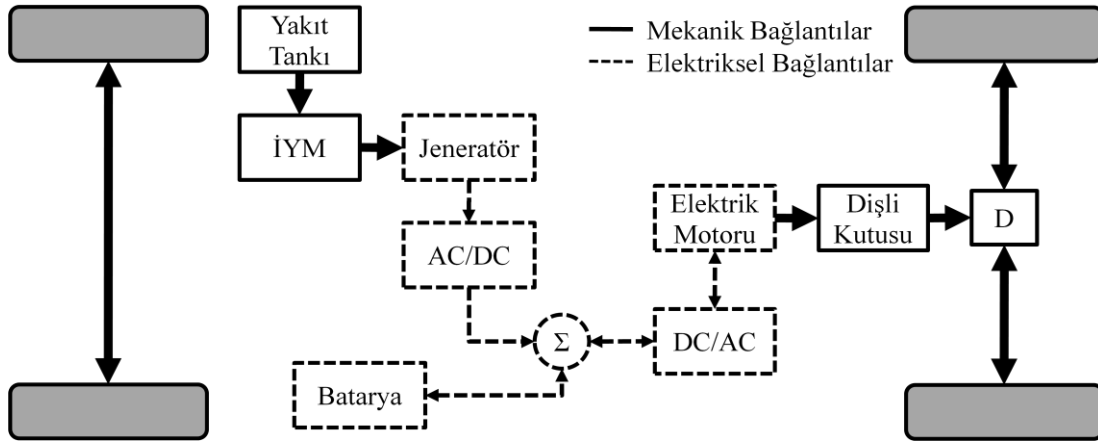 Yakıt
Tankı
Mekanik Bağlantılar
Elektriksel Bağlantılar
İYM
Jeneratör
Elektrik
Motoru
Dişli
Kutusu
D
AC/DC
Σ
DC/AC
Batarya